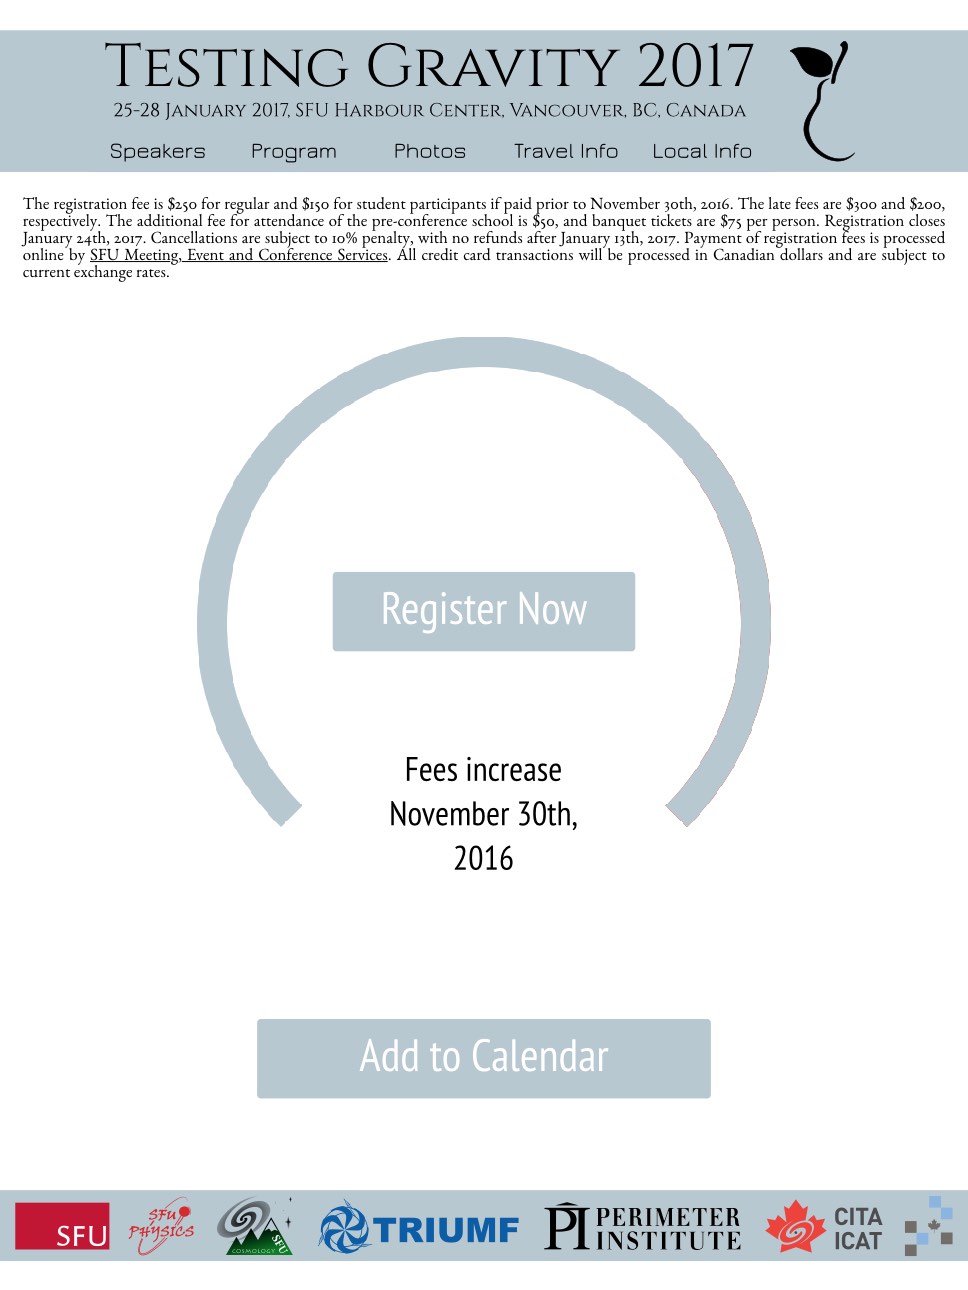 Testing Gravity 2017
25-28 January 2017, SFU Harbour Center, Vancouver, BC, Canada
Speakers Program Photos Travel Info Local Info
The registration fee is $250 for regular and $150 for student participants if paid prior to November 30th, 2016. The late fees are $300 and $200,
respectively. The additional fee for attendance of the pre-conference school is $50, and banquet tickets are $75 per person. Registration closes
January 24th, 2017. Cancellations are subject to 10% penalty, with no refunds after January 13th, 2017. Payment of registration fees is processed
online by SFU Meeting, Event and Conference Services. All credit card transactions will be processed in Canadian dollars and are subject to
current exchange rates.
Register Now
Fees increase
November 30th,
2016
Add to Calendar
SFU
SFU
PHYSICS
COSMOLOGY
SFU
TRIUMF
PI
PERIMETER
INSTITUTE
CITA
ICAT